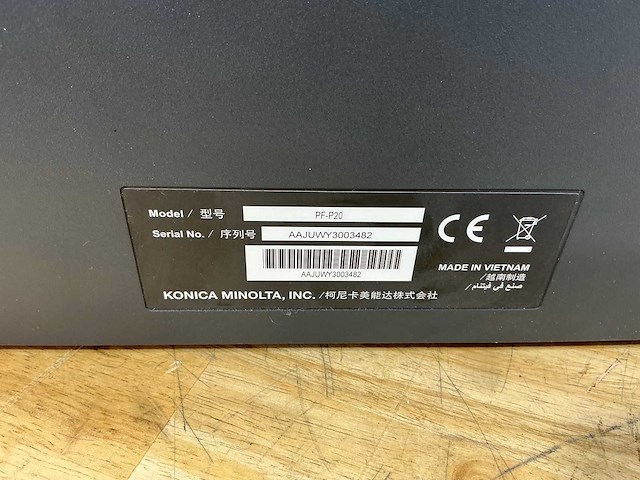 Model / 型号 PF-P20
Serial No. / 序列号 AAJUWY3003482
AAJUWY3003482
CE
MADE IN VIETNAM
/越南制造
صنع في فيتنام /
KONICA MINOLTA, INC. /柯尼卡美能达株式会社